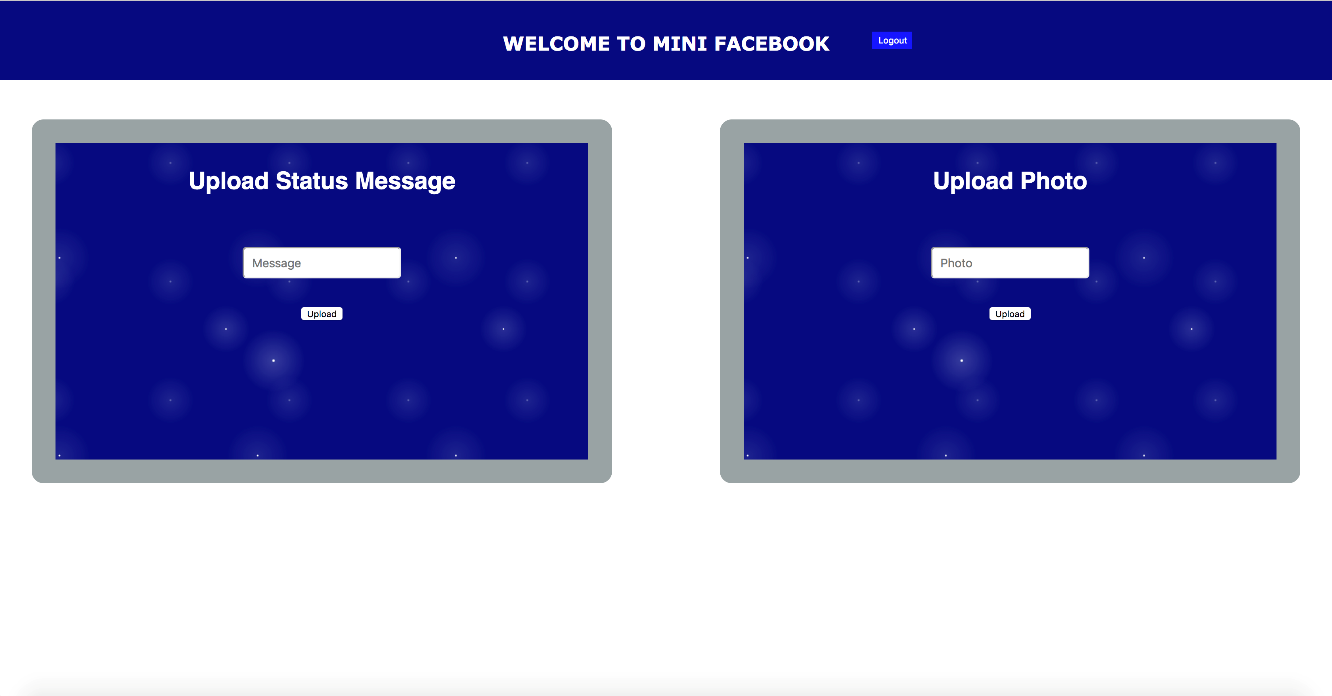 WELCOME TO MINI FACEBOOK
Logout
Upload Status Message
Message
Upload
Upload Photo
Photo
Upload